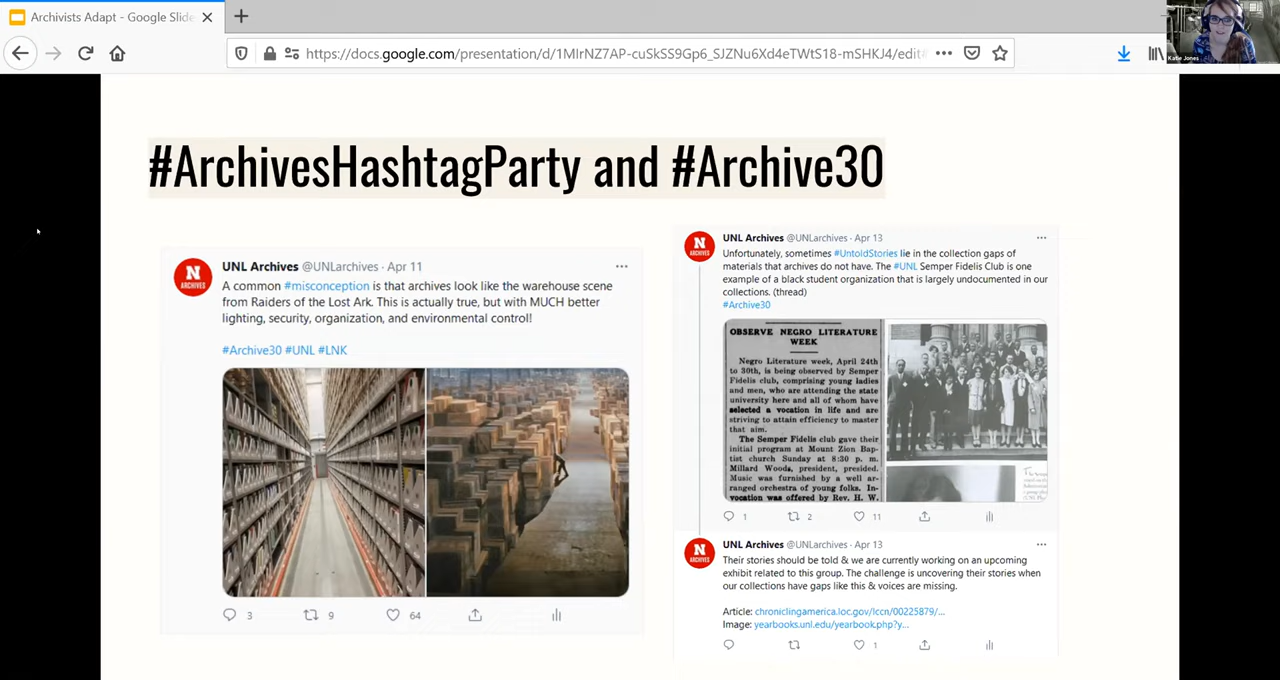 Archivists Adapt - Google Slide
https://docs.google.com/presentation/d/1MIrNZ7AP-cuSkSS9Gp6_SJZNu6Xd4eTWtS18-mSHKJ4/edit#
Katie Jones
#ArchivesHashtagParty and #Archive30
N
ARCHIVES
UNL Archives @UNLarchives · Apr 11
A common #misconception is that archives look like the warehouse scene
from Raiders of the Lost Ark. This is actually true, but with MUCH better
lighting, security, organization, and environmental control!
#Archive30 #UNL #LNK
3 9 64
N
ARCHIVES
UNL Archives @UNLarchives · Apr 13
Unfortunately, sometimes #UntoldStories lie in the collection gaps of
materials that archives do not have. The #UNL Semper Fidelis Club is one
example of a black student organization that is largely undocumented in our
collections. (thread)
#Archive30
OBSERVE NEGRO LITERATURE
WEEK
Negro Literature week, April 24th
to 30th, is being observed by Semper
Fidelis club, comprising young ladies
and men, who are attending the state
university here and all of whom have
selected a vocation in life and are
striving to attain efficiency to master
that aim.
The Semper Fidelis club gave their
initial program at Mount Zion Bap-
tist church Sunday at 8:30 p. m.
Millard Woods, president, presided.
Music was furnished by a well ar-
ranged orchestra of young folks. In-
vocation was offered by Rev. H. W.
1 2 11
N
ARCHIVES
UNL Archives @UNLarchives · Apr 13
Their stories should be told & we are currently working on an upcoming
exhibit related to this group. The challenge is uncovering their stories when
our collections have gaps like this & voices are missing.
Article: chroniclingamerica.loc.gov/lccn/00225879/...
Image: yearbooks.unl.edu/yearbook.php?y...
1